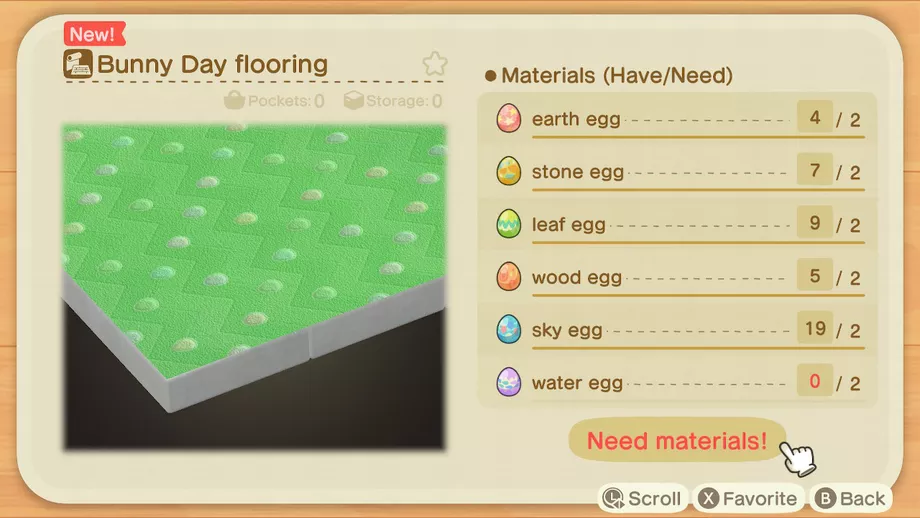 New!
Bunny Day flooring
Pockets: 0 Storage: 0
Materials (Have/Need)
earth egg 4 / 2
stone egg 7 / 2
leaf egg 9 / 2
wood egg 5 / 2
sky egg 19 / 2
water egg 0 / 2
Need materials!
L Scroll X Favorite B Back